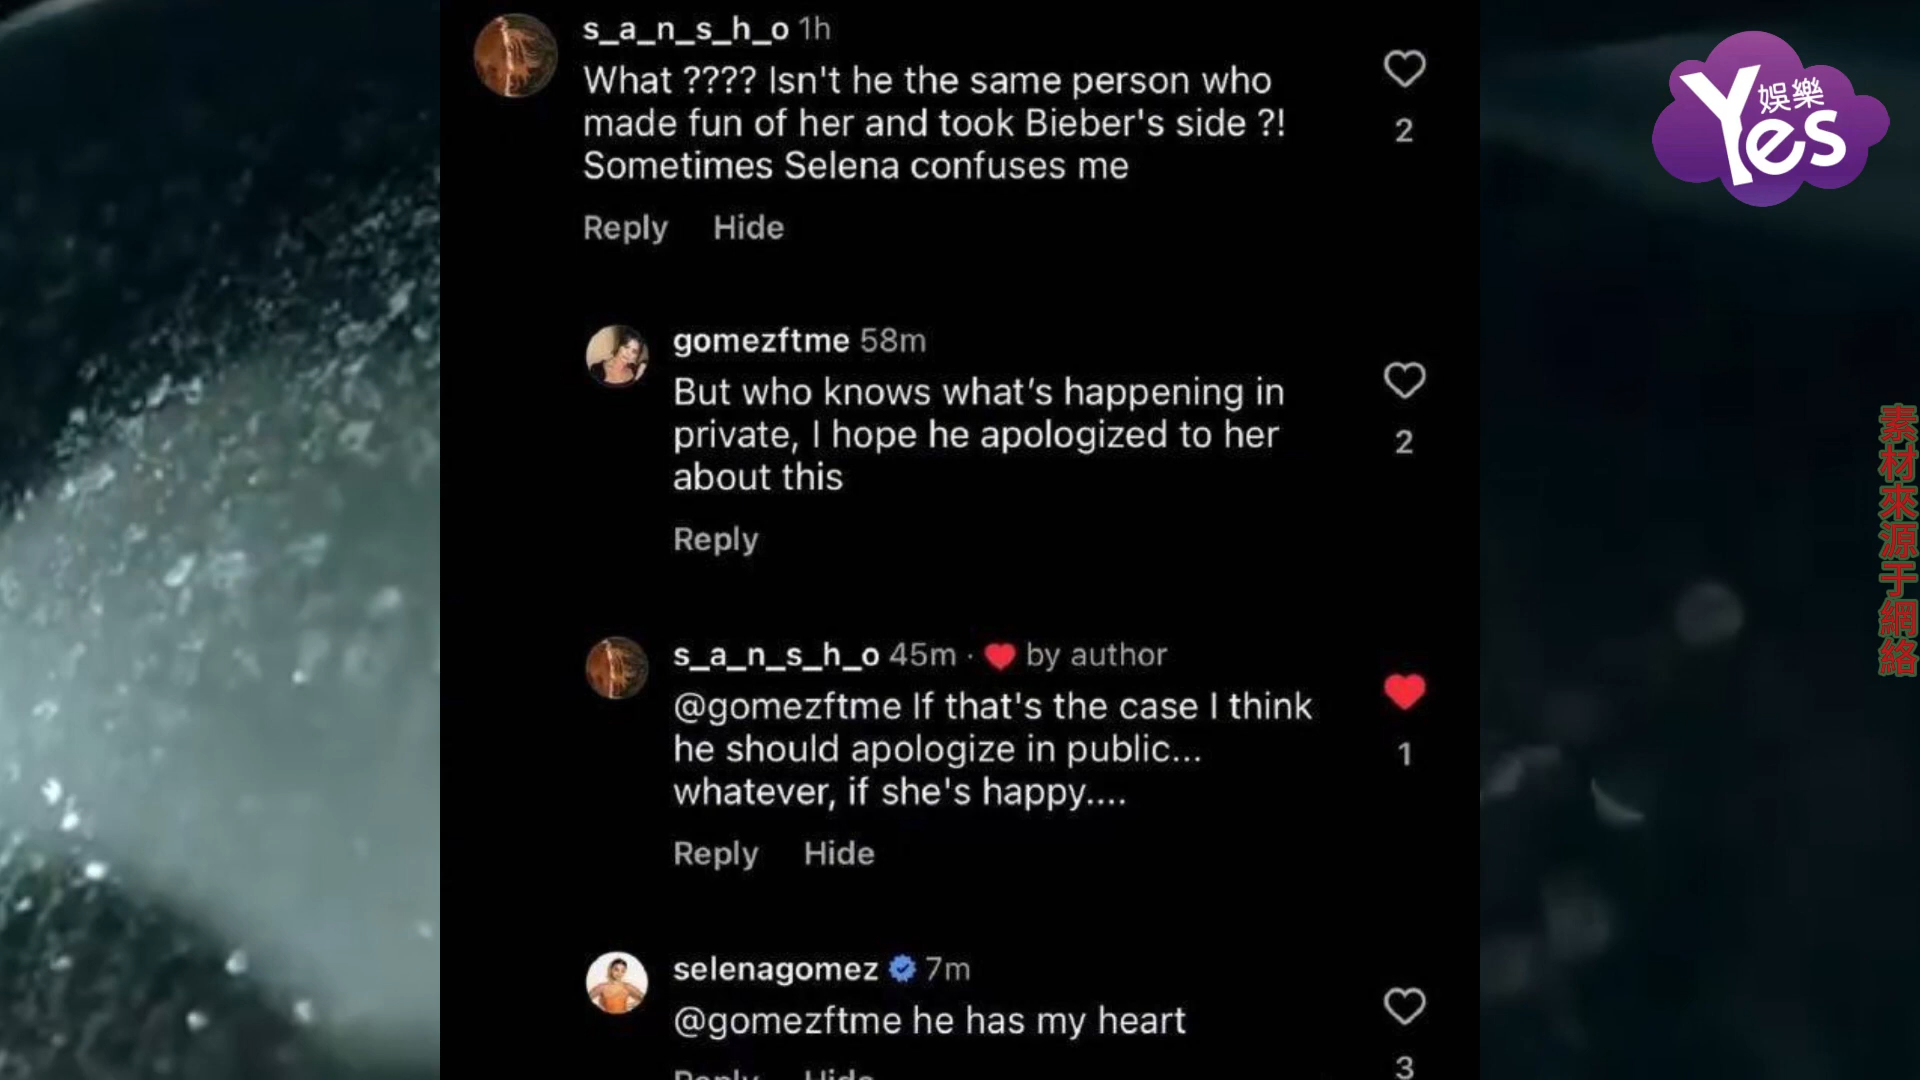 s_a_n_s_h_o 1h
What ???? Isn't he the same person who
made fun of her and took Bieber's side ?!
Sometimes Selena confuses me
2
Reply Hide
gomezftme 58m
But who knows what's happening in
private, I hope he apologized to her
about this
2
Reply
s_a_n_s_h_o 45m · ❤️ by author
@gomezftme If that's the case I think
he should apologize in public...
whatever, if she's happy....
1
Reply Hide
selenagomez 7m
@gomezftme he has my heart
3
Reply Hide
Yes 娛樂
素材來源于網絡